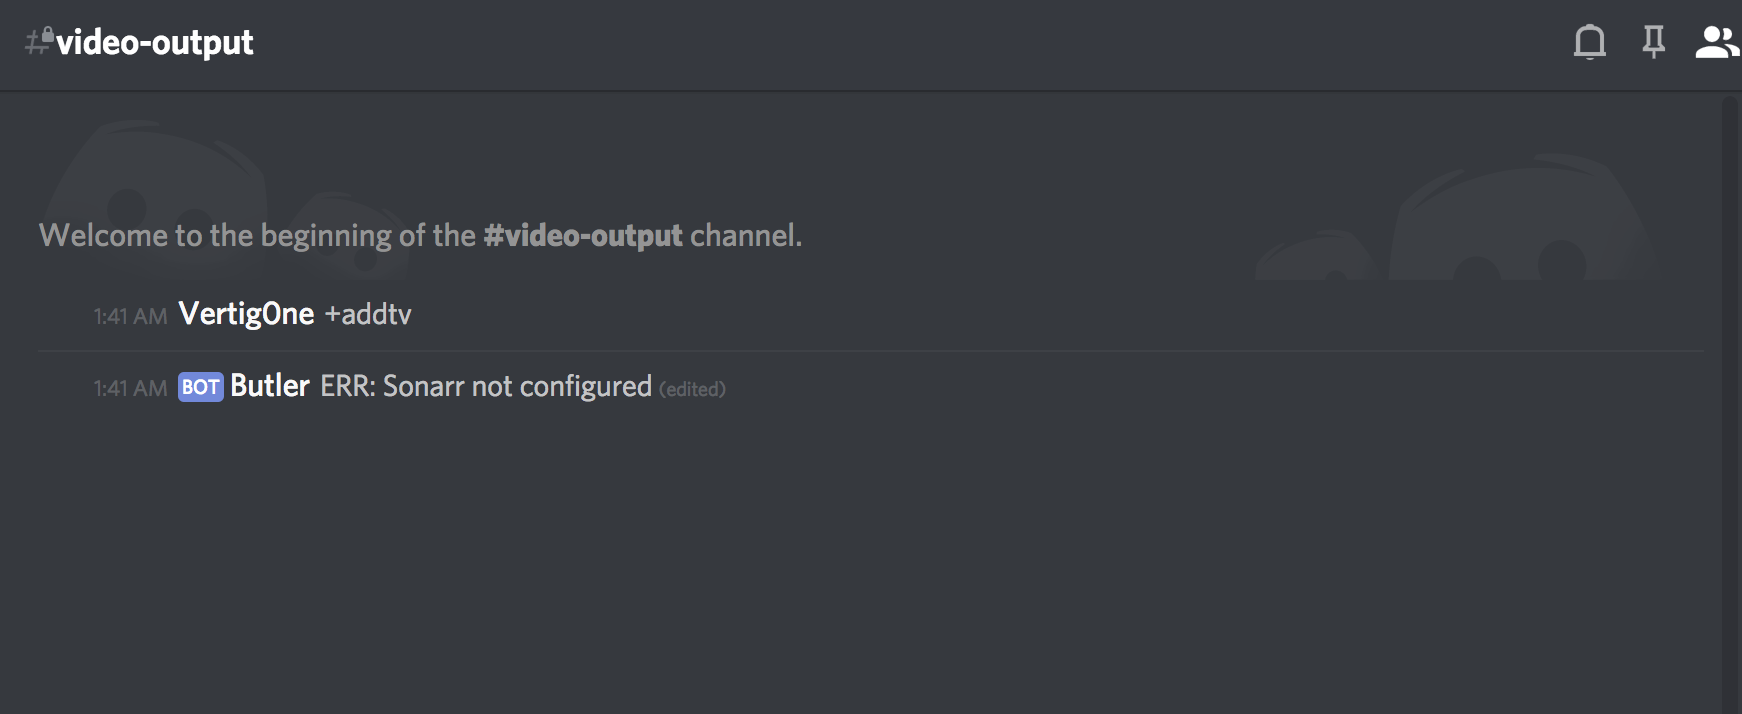 #video-output
Welcome to the beginning of the #video-output channel.
1:41 AM Vertig0ne +addtv
1:41 AM BOT Butler ERR: Sonarr not configured (edited)